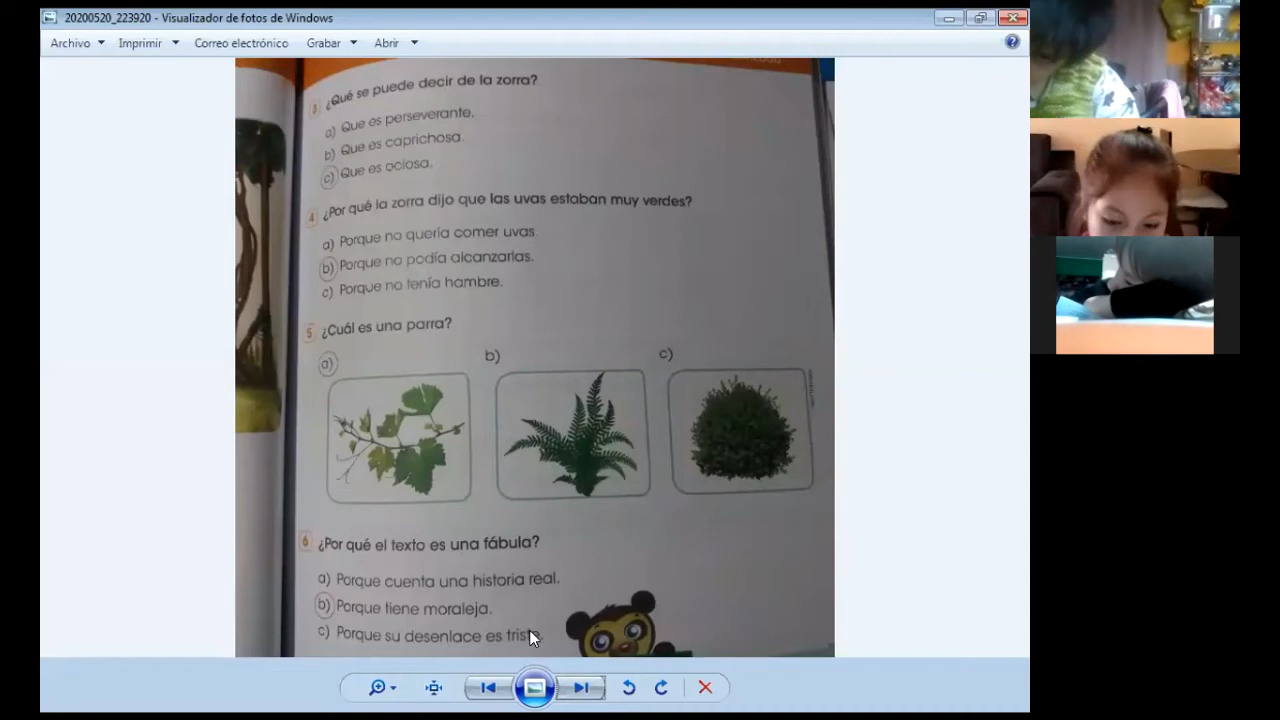 20200520_223920 - Visualizador de fotos de Windows
Archivo Imprimir Correo electrónico Grabar Abrir
3 ¿Qué se puede decir de la zorra?
a) Que es perseverante.
b) Que es caprichosa.
c) Que es ociosa.
4 ¿Por qué la zorra dijo que las uvas estaban muy verdes?
a) Porque no quería comer uvas.
b) Porque no podía alcanzarlas.
c) Porque no tenía hambre.
5 ¿Cuál es una parra?
a) b) c)
6 ¿Por qué el texto es una fábula?
a) Porque cuenta una historia real.
b) Porque tiene moraleja.
c) Porque su desenlace es triste.